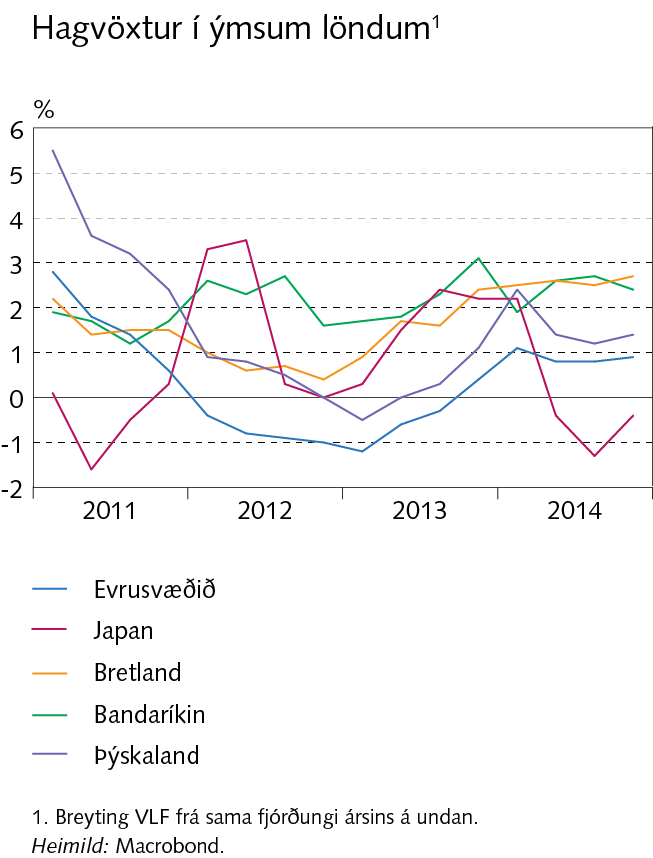 Hagvöxtur í ýmsum löndum¹
%
6
5
4
3
2
1
0
-1
-2
2011 2012 2013 2014
Evrusvæðið
Japan
Bretland
Bandaríkin
Þýskaland
1. Breyting VLF frá sama fjórðungi ársins á undan.
Heimild: Macrobond.